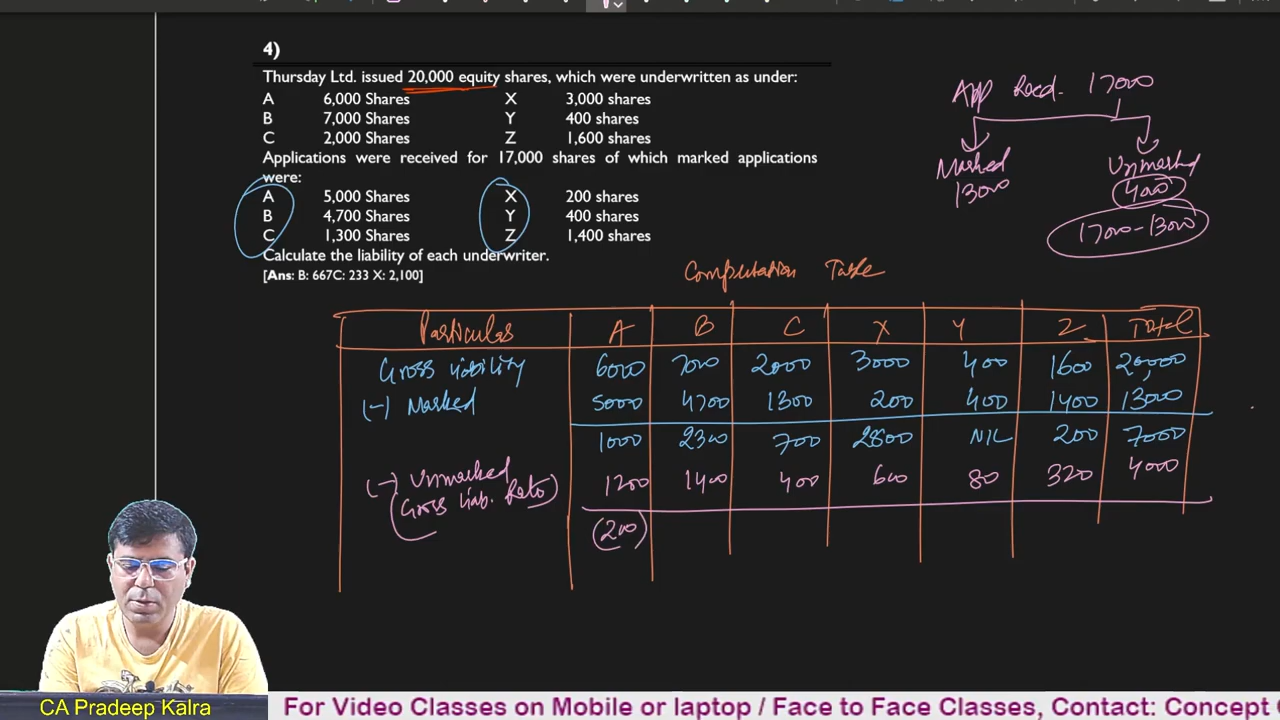 4)
Thursday Ltd. issued 20,000 equity shares, which were underwritten as under:
A 6,000 Shares X 3,000 shares
B 7,000 Shares Y 400 shares
C 2,000 Shares Z 1,600 shares
Applications were received for 17,000 shares of which marked applications
were:
A 5,000 Shares X 200 shares
B 4,700 Shares Y 400 shares
C 1,300 Shares Z 1,400 shares
Calculate the liability of each underwriter.
[Ans: B: 667C: 233 X: 2,100]
App Recd. 17000
Marked Unmarked
13000 4000
17000-13000
Computation Table
Particulars A B C X Y Z Total
Gross liability 6000 7000 2000 3000 400 1600 20,000
(-) Marked 5000 4700 1300 200 400 1400 13000
1000 2300 700 2800 NIL 200 7000
(-) Unmarked 1200 1400 400 600 80 320 4000
(Gross liab. Ratio)
(200)
CA Pradeep Kalra
For Video Classes on Mobile or laptop / Face to Face Classes, Contact: Concept